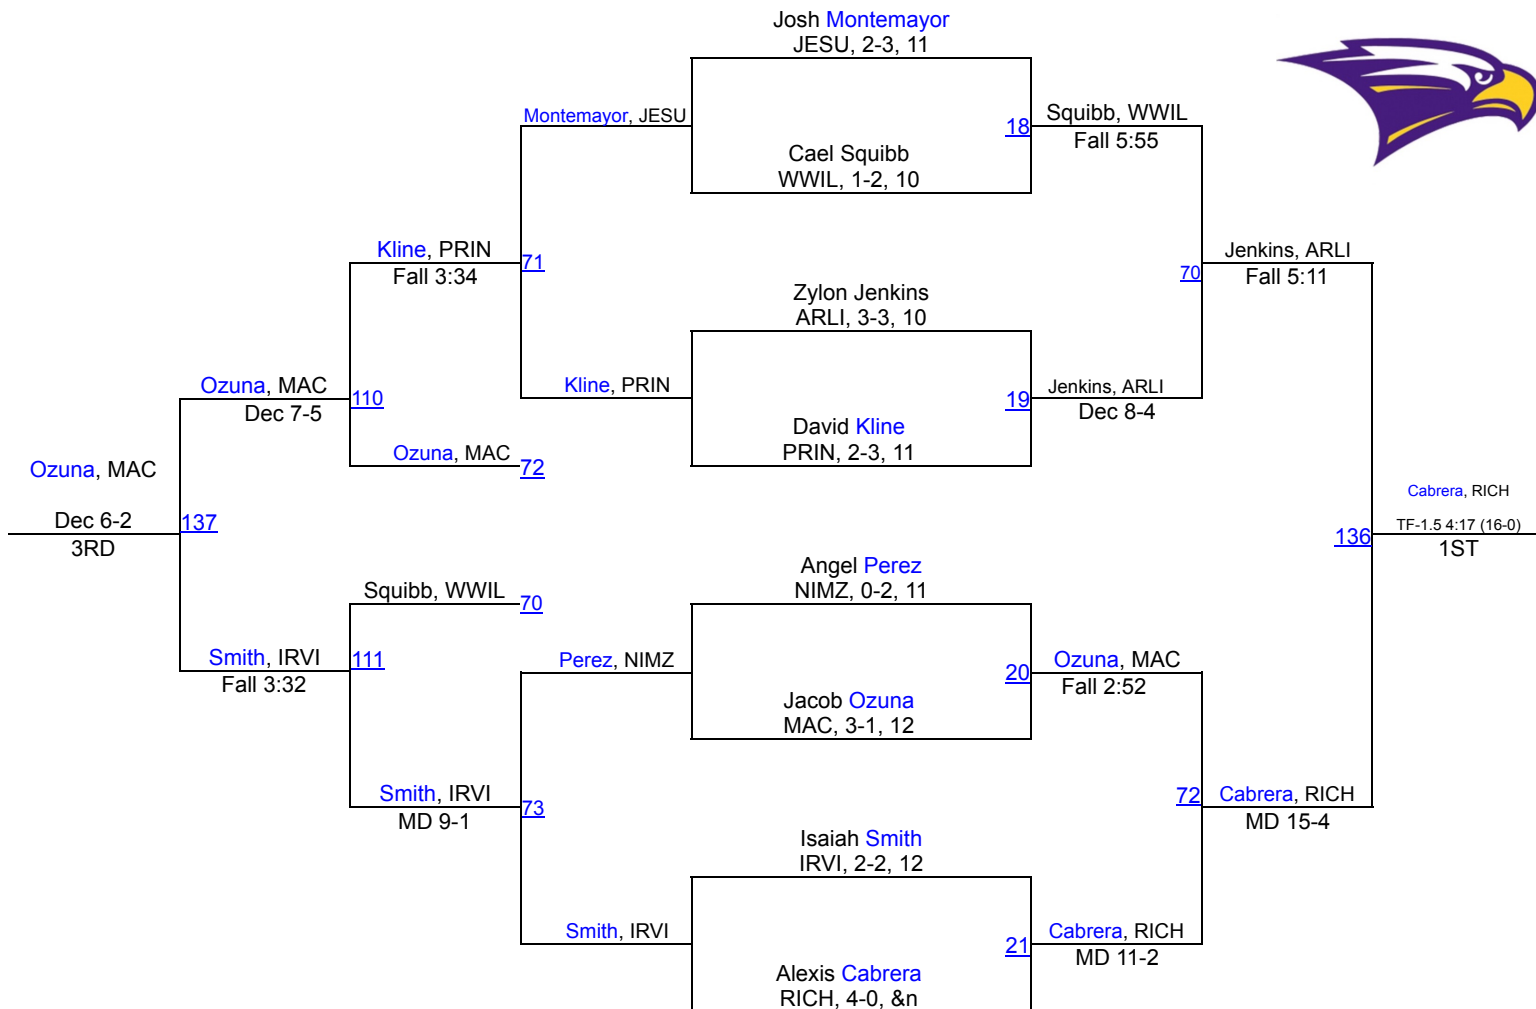 Josh Montemayor
JESU, 2-3, 11
Montemayor, JESU
18
Squibb, WWIL
Fall 5:55
Cael Squibb
WWIL, 1-2, 10
Kline, PRIN
Fall 3:34
71
Jenkins, ARLI
Fall 5:11
70
Zylon Jenkins
ARLI, 3-3, 10
Ozuna, MAC
Dec 7-5
110
Kline, PRIN
19
Jenkins, ARLI
Dec 8-4
David Kline
PRIN, 2-3, 11
Ozuna, MAC
72
Ozuna, MAC
Dec 6-2
3RD
137
Cabrera, RICH
TF-1.5 4:17 (16-0)
1ST
136
Angel Perez
NIMZ, 0-2, 11
Squibb, WWIL
70
Smith, IRVI
Fall 3:32
111
Perez, NIMZ
20
Ozuna, MAC
Fall 2:52
Jacob Ozuna
MAC, 3-1, 12
Smith, IRVI
MD 9-1
73
72
Cabrera, RICH
MD 15-4
Isaiah Smith
IRVI, 2-2, 12
Smith, IRVI
21
Cabrera, RICH
MD 11-2
Alexis Cabrera
RICH, 4-0, &n